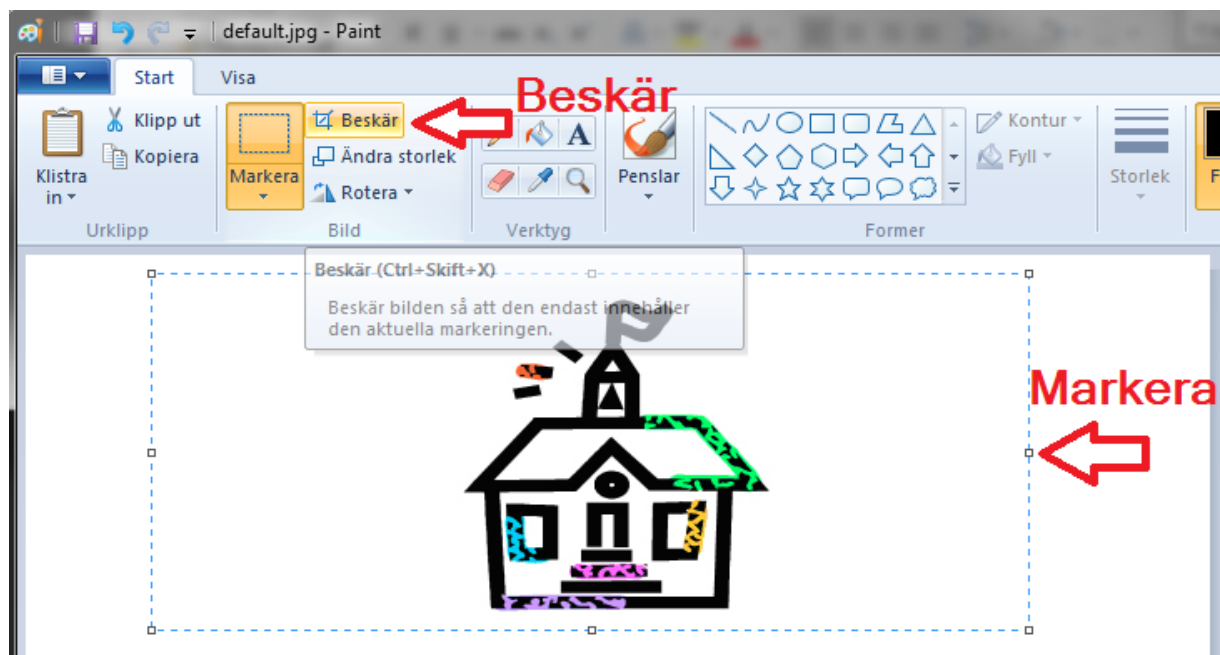 default.jpg - Paint
Start
Visa
Beskär
Klistra in
Klipp ut
Kopiera
Urklipp
Markera
Beskär
Ändra storlek
Rotera
Bild
A
Verktyg
Penslar
Former
Kontur
Fyll
Storlek
F
Beskär (Ctrl+Skift+X)
Beskär bilden så att den endast innehåller
den aktuella markeringen.
Markera